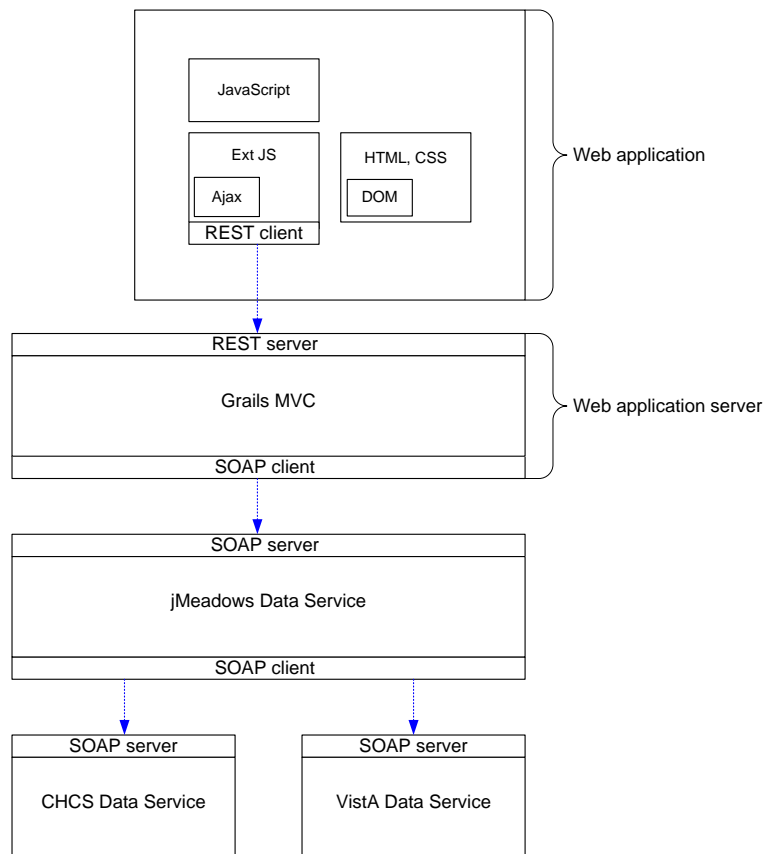 JavaScript
Ext JS
HTML, CSS
Web application
Ajax
DOM
REST client
REST server
Grails MVC
Web application server
SOAP client
SOAP server
jMeadows Data Service
SOAP client
SOAP server
SOAP server
CHCS Data Service
VistA Data Service